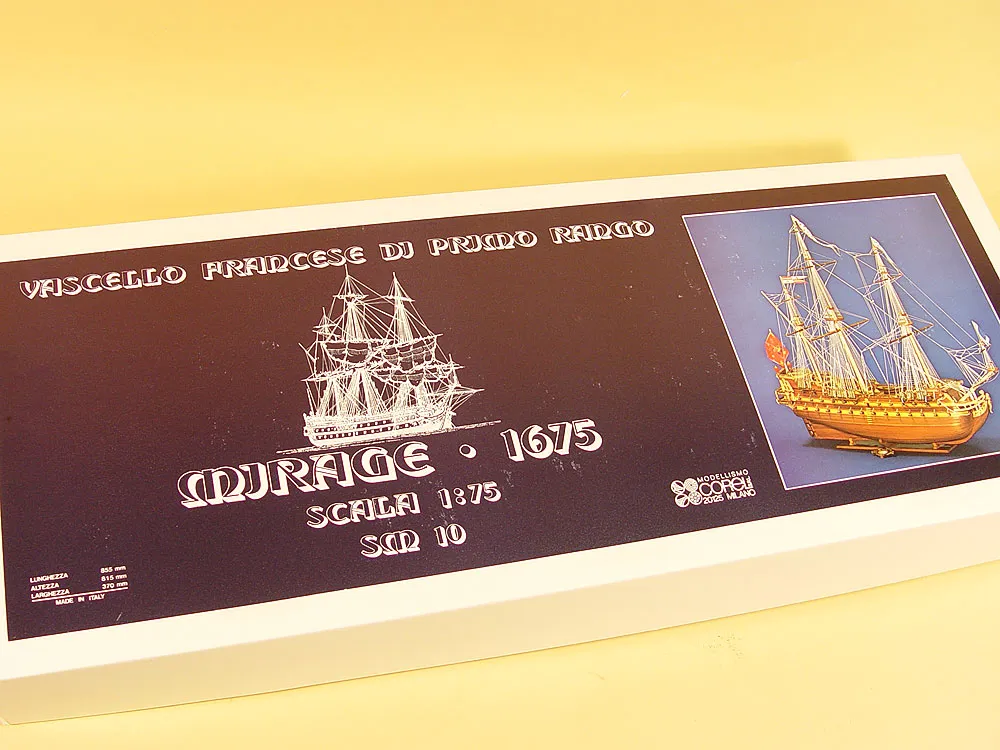 VASCELLO FRANCESE DI PRIMO RANGO
MIRAGE • 1675
SCALA 1:75
SM 10
MODELLISMO
COREL
20125 MILANO
LUNGHEZZA 855 mm
ALTEZZA 615 mm
LARGHEZZA 370 mm
MADE IN ITALY